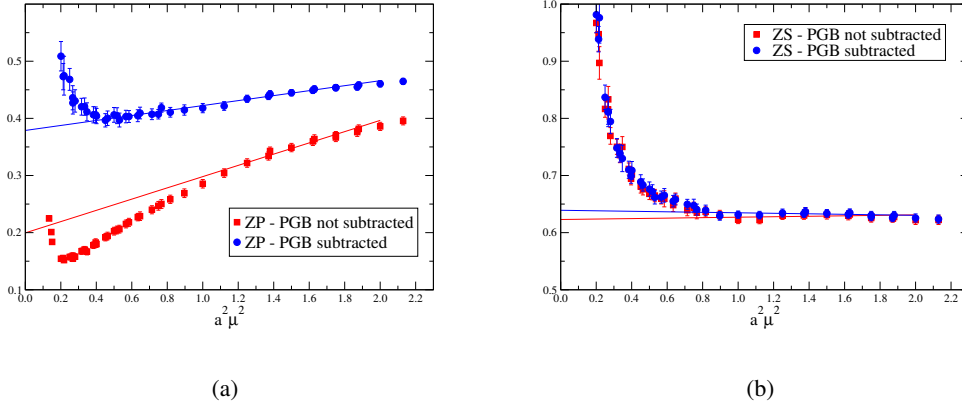 0.5
0.4
0.3
0.2
0.1
0.0 0.2 0.4 0.6 0.8 1.0 1.2 1.4 1.6 1.8 2.0 2.2
a²μ²
ZP - PGB not subtracted
ZP - PGB subtracted
(a)
1.0
0.9
0.8
0.7
0.6
0.5
0.0 0.2 0.4 0.6 0.8 1.0 1.2 1.4 1.6 1.8 2.0 2.2
a²μ²
ZS - PGB not subtracted
ZS - PGB subtracted
(b)